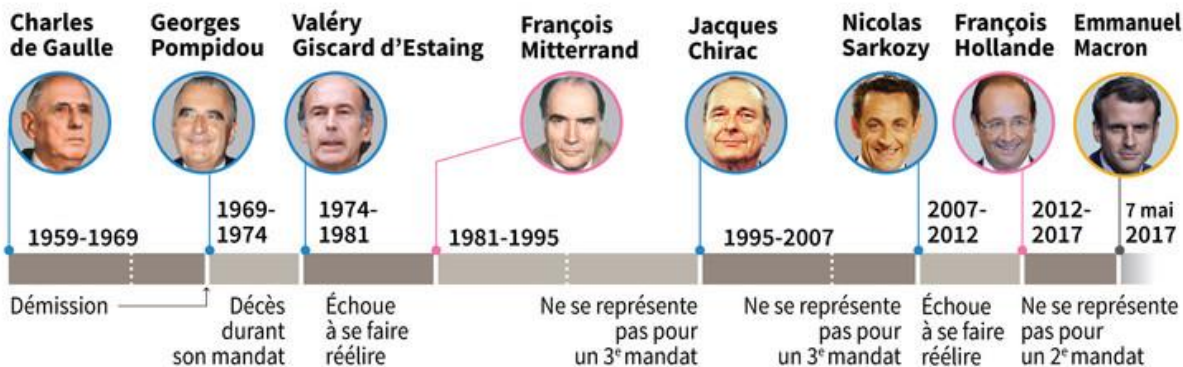 Charles
de Gaulle
Georges
Pompidou
Valéry
Giscard d’Estaing
François
Mitterrand
Jacques
Chirac
Nicolas
Sarkozy
François
Hollande
Emmanuel
Macron
1959-1969
1969-
1974
1974-
1981
1981-1995
1995-2007
2007-
2012
2012-
2017
7 mai
2017
Démission
Décès
durant
son mandat
Échoue
à se faire
réélire
Ne se représente
pas pour
un 3e mandat
Ne se représente
pas pour
un 3e mandat
Échoue
à se faire
réélire
Ne se représente
pas pour
un 2e mandat